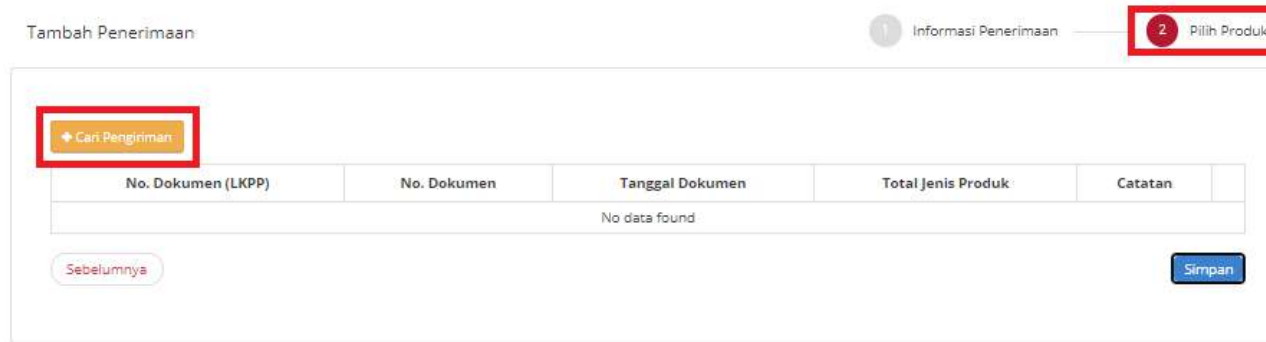 Tambah Penerimaan
1 Informasi Penerimaan 2 Pilih Produk
+ Cari Pengiriman
No. Dokumen (LKPP) No. Dokumen Tanggal Dokumen Total Jenis Produk Catatan
No data found
Sebelumnya Simpan